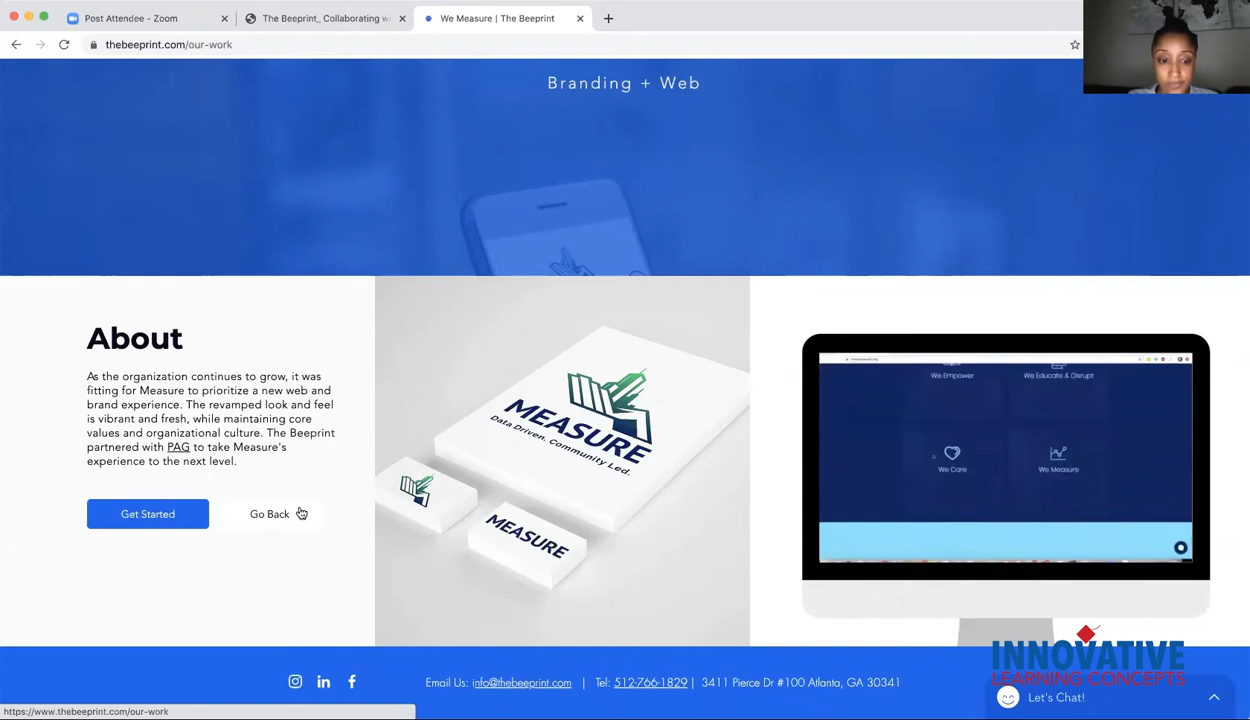 Post Attendee - Zoom
The Beeprint_ Collaborating w
We Measure | The Beeprint
thebeeprint.com/our-work
Branding + Web
About
As the organization continues to grow, it was
fitting for Measure to prioritize a new web and
brand experience. The revamped look and feel
is vibrant and fresh, while maintaining core
values and organizational culture. The Beeprint
partnered with PAG to take Measure's
experience to the next level.
Get Started
Go Back
MEASURE
Data Driven. Community Led.
MEASURE
We Empower
We Educate & Disrupt
We Care
We Measure
INNOVATIVE
LEARNING CONCEPTS
Email Us: info@thebeeprint.com | Tel: 512-766-1829 | 3411 Pierce Dr #100 Atlanta, GA 30341
Let's Chat!
https://www.thebeeprint.com/our-work